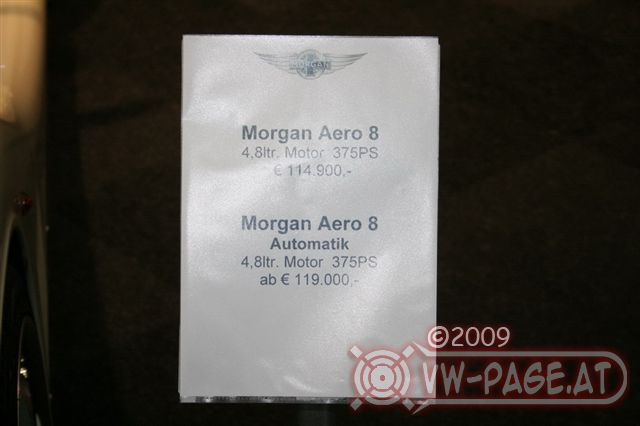 MORGAN
Morgan Aero 8
4,8ltr. Motor 375PS
€ 114.900,-
Morgan Aero 8
Automatik
4,8ltr. Motor 375PS
ab € 119.000,-
©2009
VW-PAGE.AT